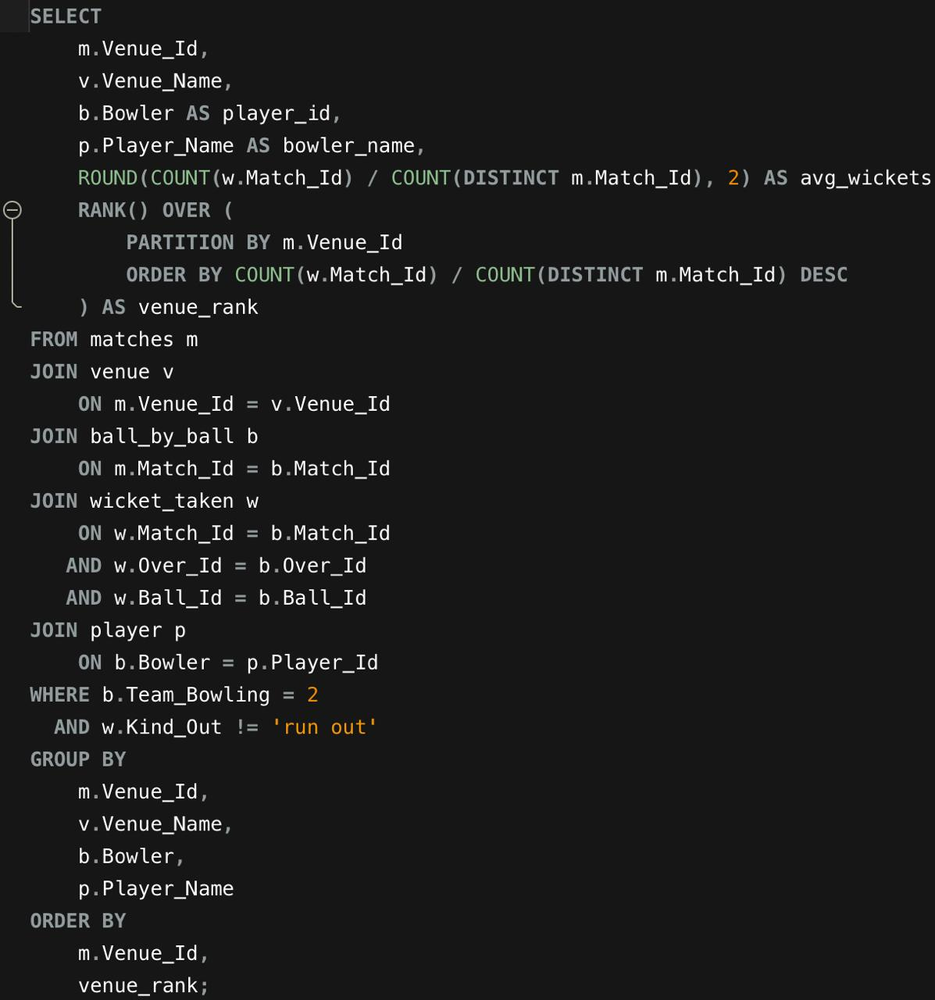 SELECT
    m.Venue_Id,
    v.Venue_Name,
    b.Bowler AS player_id,
    p.Player_Name AS bowler_name,
    ROUND(COUNT(w.Match_Id) / COUNT(DISTINCT m.Match_Id), 2) AS avg_wickets
    RANK() OVER (
        PARTITION BY m.Venue_Id
        ORDER BY COUNT(w.Match_Id) / COUNT(DISTINCT m.Match_Id) DESC
    ) AS venue_rank
FROM matches m
JOIN venue v
    ON m.Venue_Id = v.Venue_Id
JOIN ball_by_ball b
    ON m.Match_Id = b.Match_Id
JOIN wicket_taken w
    ON w.Match_Id = b.Match_Id
   AND w.Over_Id = b.Over_Id
   AND w.Ball_Id = b.Ball_Id
JOIN player p
    ON b.Bowler = p.Player_Id
WHERE b.Team_Bowling = 2
  AND w.Kind_Out != 'run out'
GROUP BY
    m.Venue_Id,
    v.Venue_Name,
    b.Bowler,
    p.Player_Name
ORDER BY
    m.Venue_Id,
    venue_rank;